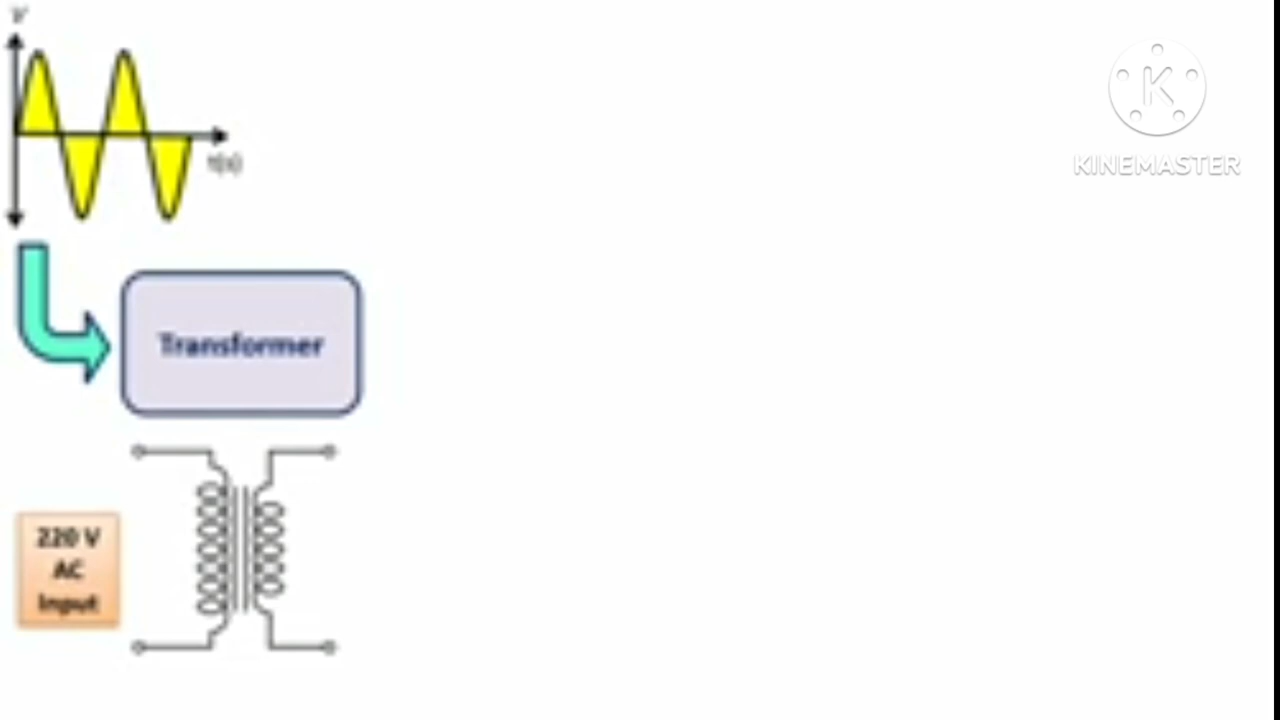 V
K
KINEMASTER
t(s)
Transformer
220 V
AC
Input